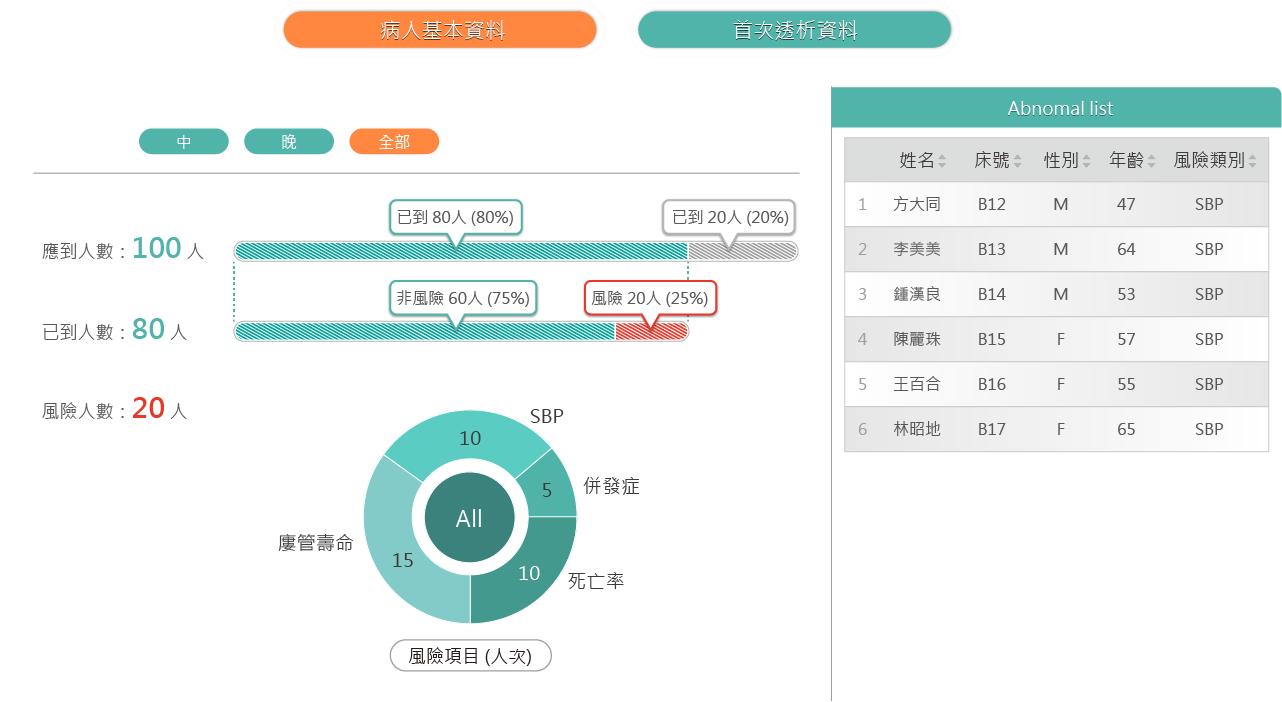 病人基本資料
首次透析資料
中
晚
全部
已到 80人 (80%)
已到 20人 (20%)
應到人數：100 人
非風險 60人 (75%)
風險 20人 (25%)
已到人數：80 人
風險人數：20 人
SBP
10
併發症
5
All
廔管壽命
15
10
死亡率
風險項目 (人次)
Abnomal list
姓名 床號 性別 年齡 風險類別
1 方大同 B12 M 47 SBP
2 李美美 B13 M 64 SBP
3 鍾漢良 B14 M 53 SBP
4 陳麗珠 B15 F 57 SBP
5 王百合 B16 F 55 SBP
6 林昭地 B17 F 65 SBP